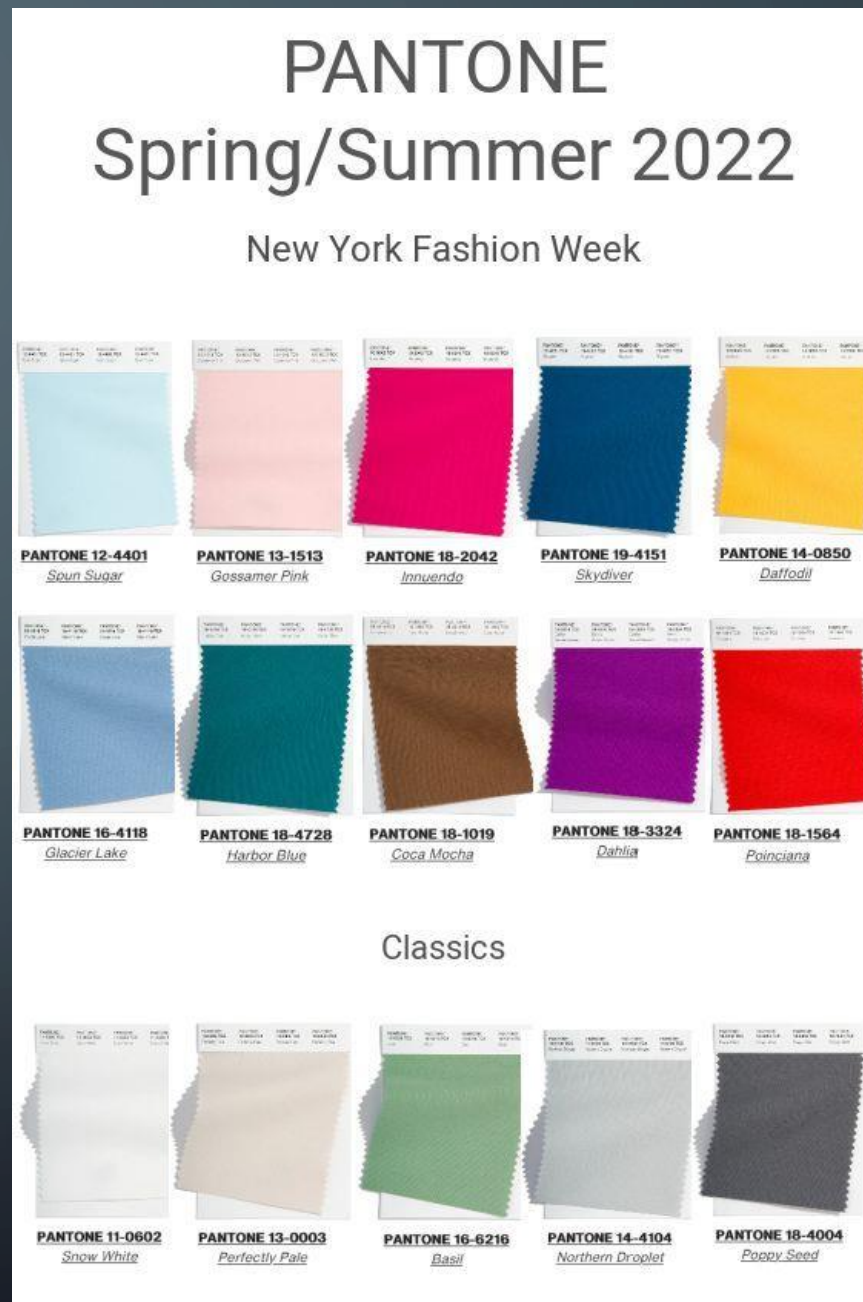 PANTONE
Spring/Summer 2022
New York Fashion Week
PANTONE 12-4401
Spun Sugar
PANTONE 13-1513
Gossamer Pink
PANTONE 18-2042
Innuendo
PANTONE 19-4151
Skydiver
PANTONE 14-0850
Daffodil
PANTONE 16-4118
Glacier Lake
PANTONE 18-4728
Harbor Blue
PANTONE 18-1019
Coca Mocha
PANTONE 18-3324
Dahlia
PANTONE 18-1564
Poinciana
Classics
PANTONE 11-0602
Snow White
PANTONE 13-0003
Perfectly Pale
PANTONE 16-6216
Basil
PANTONE 14-4104
Northern Droplet
PANTONE 18-4004
Poppy Seed